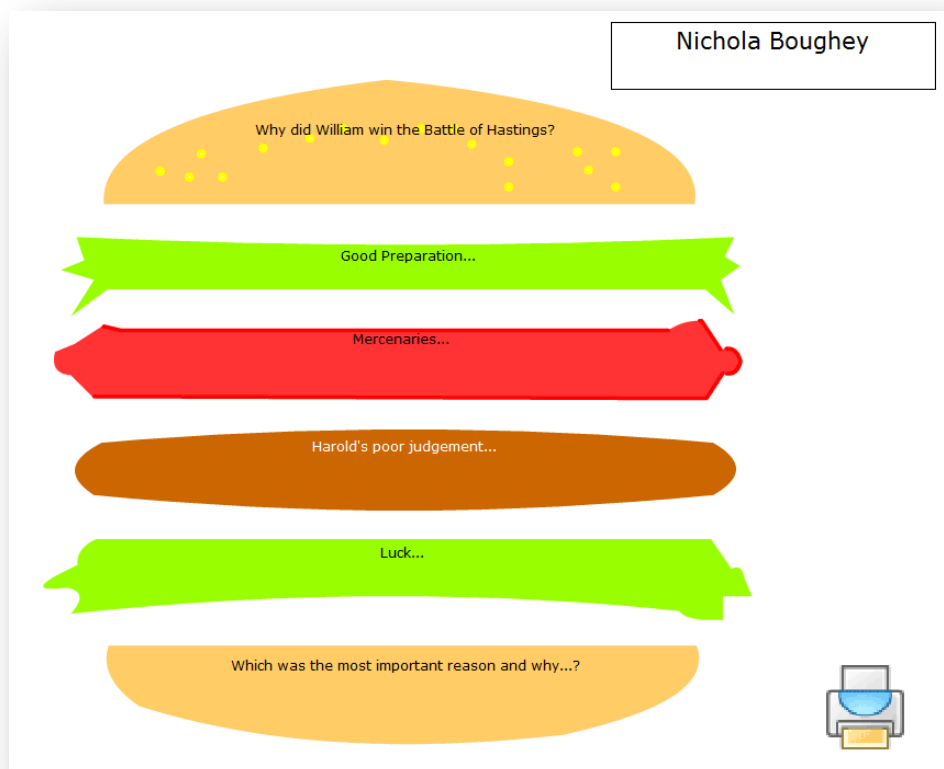 Nichola Boughey
Why did William win the Battle of Hastings?
Good Preparation...
Mercenaries...
Harold's poor judgement...
Luck...
Which was the most important reason and why...?